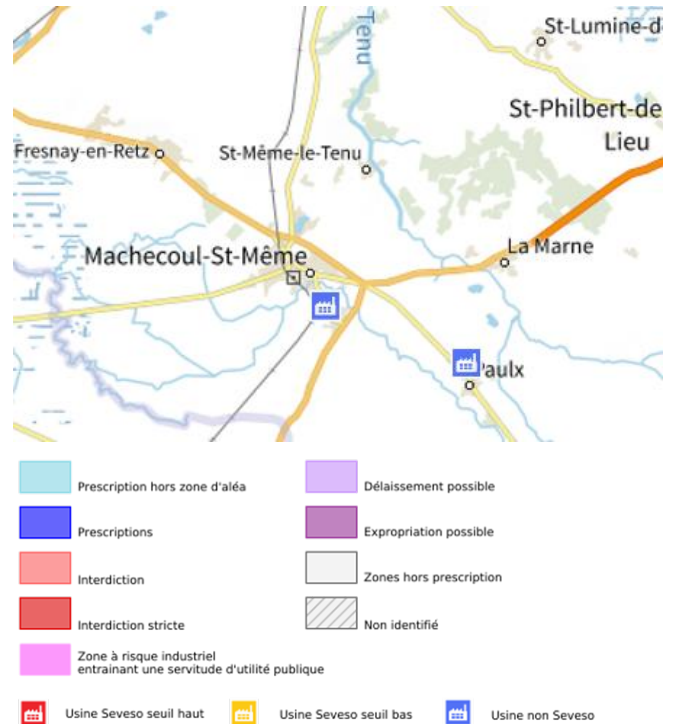 Tenu
St-Lumine-d
St-Philbert-de
Lieu
Fresnay-en-Retz
St-Même-le-Tenu
La Marne
Machecoul-St-Même
aulx
Prescription hors zone d'aléa
Délaissement possible
Prescriptions
Expropriation possible
Interdiction
Zones hors prescription
Interdiction stricte
Non identifié
Zone à risque industriel
entrainant une servitude d'utilité publique
Usine Seveso seuil haut
Usine Seveso seuil bas
Usine non Seveso